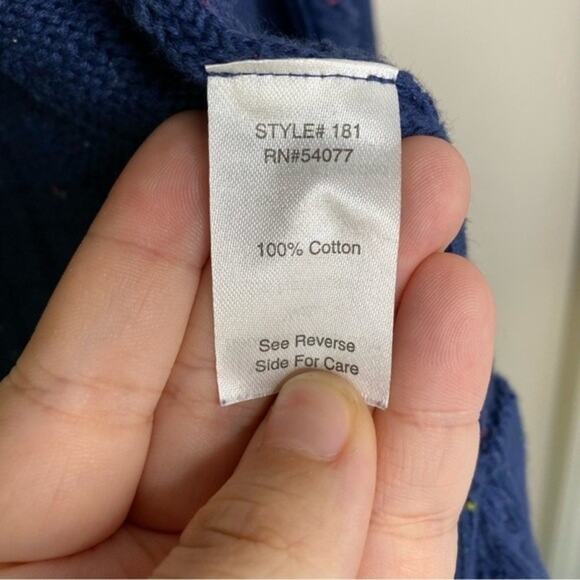 STYLE# 181
RN#54077
100% Cotton
See Reverse
Side For Care